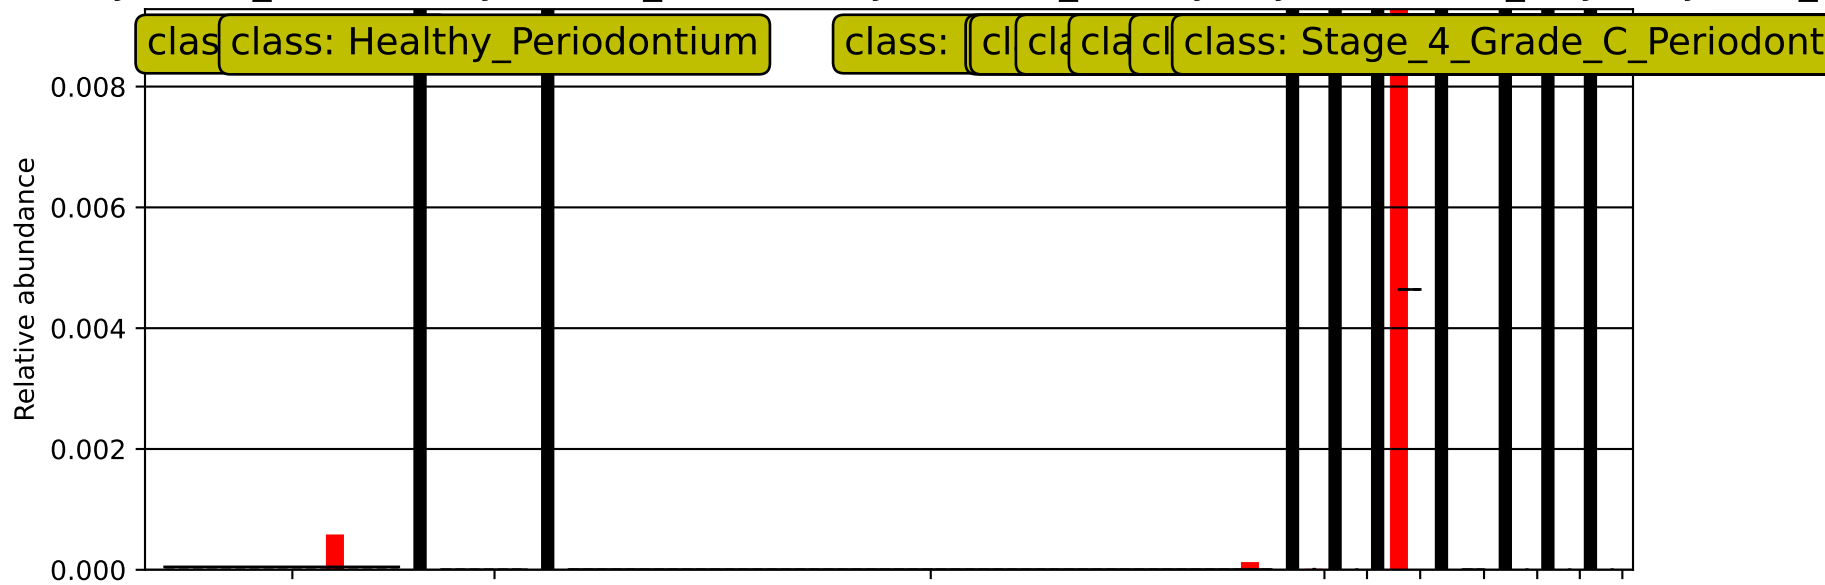 class: Healthy_Periodontium
class:
class: Stage_4_Grade_C_Periodont
0.008
0.006
0.004
0.002
0.000
Relative abundance